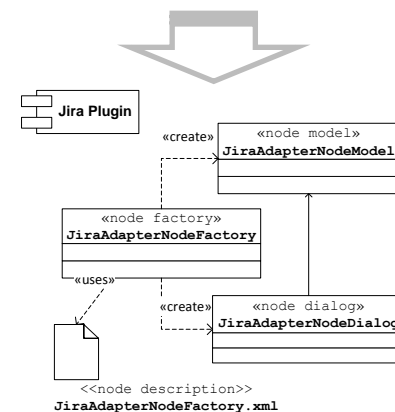 Jira Plugin
«create»
«node model»
JiraAdapterNodeModel
«node factory»
JiraAdapterNodeFactory
«uses»
«create»
«node dialog»
JiraAdapterNodeDialog
<<node description>>
JiraAdapterNodeFactory.xml